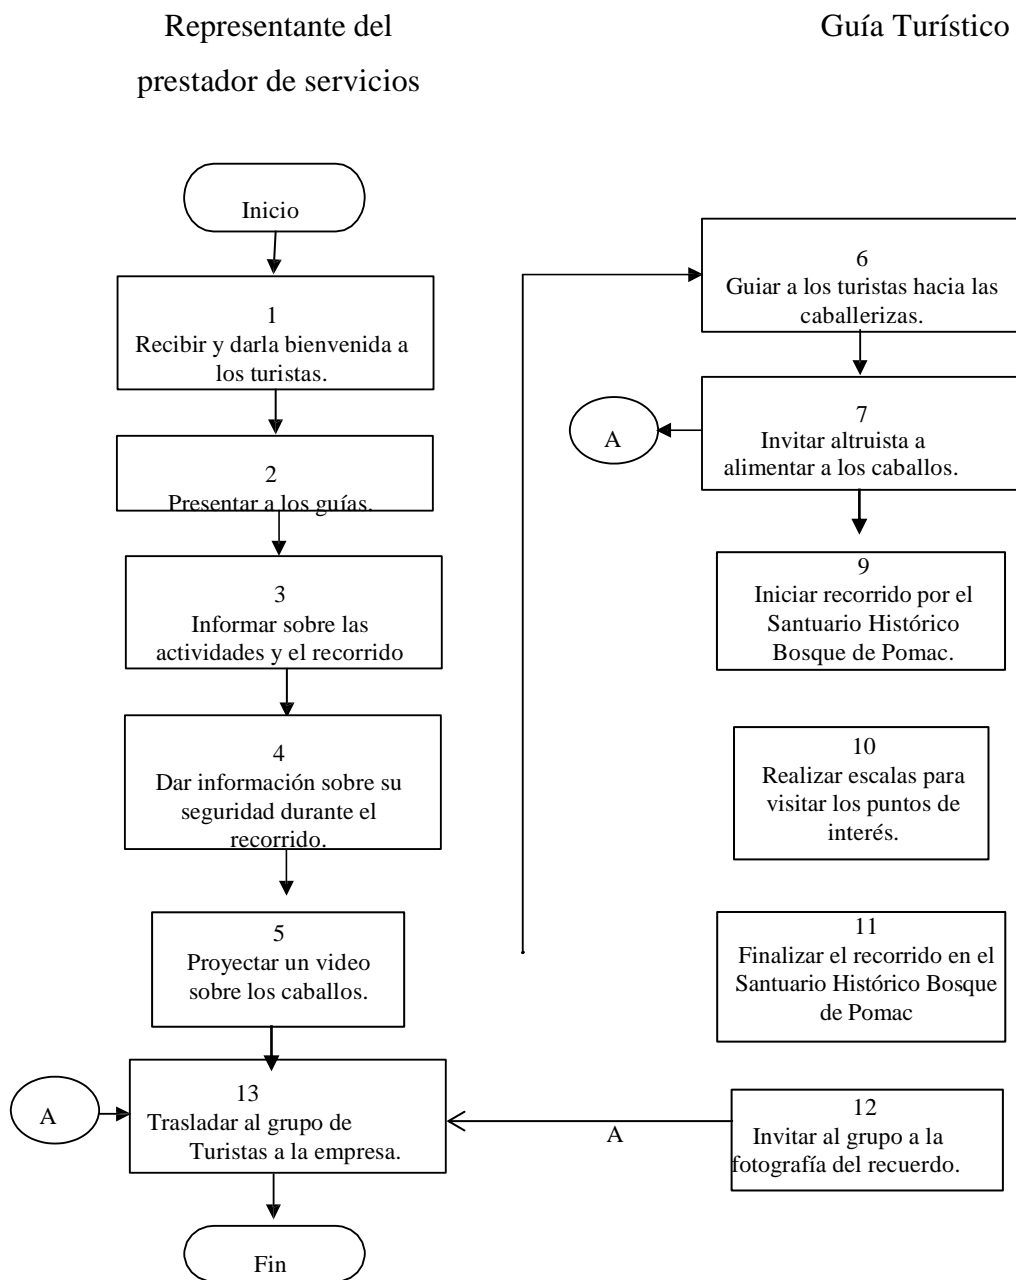 Representante del
prestador de servicios
Guía Turístico
Inicio
1
Recibir y darla bienvenida a
los turistas.
2
Presentar a los guías.
3
Informar sobre las
actividades y el recorrido
4
Dar información sobre su
seguridad durante el
recorrido.
5
Proyectar un video
sobre los caballos.
A
13
Trasladar al grupo de
Turistas a la empresa.
Fin
6
Guiar a los turistas hacia las
caballerizas.
A
7
Invitar altruista a
alimentar a los caballos.
9
Iniciar recorrido por el
Santuario Histórico
Bosque de Pomac.
10
Realizar escalas para
visitar los puntos de
interés.
11
Finalizar el recorrido en el
Santuario Histórico Bosque
de Pomac
A
12
Invitar al grupo a la
fotografía del recuerdo.